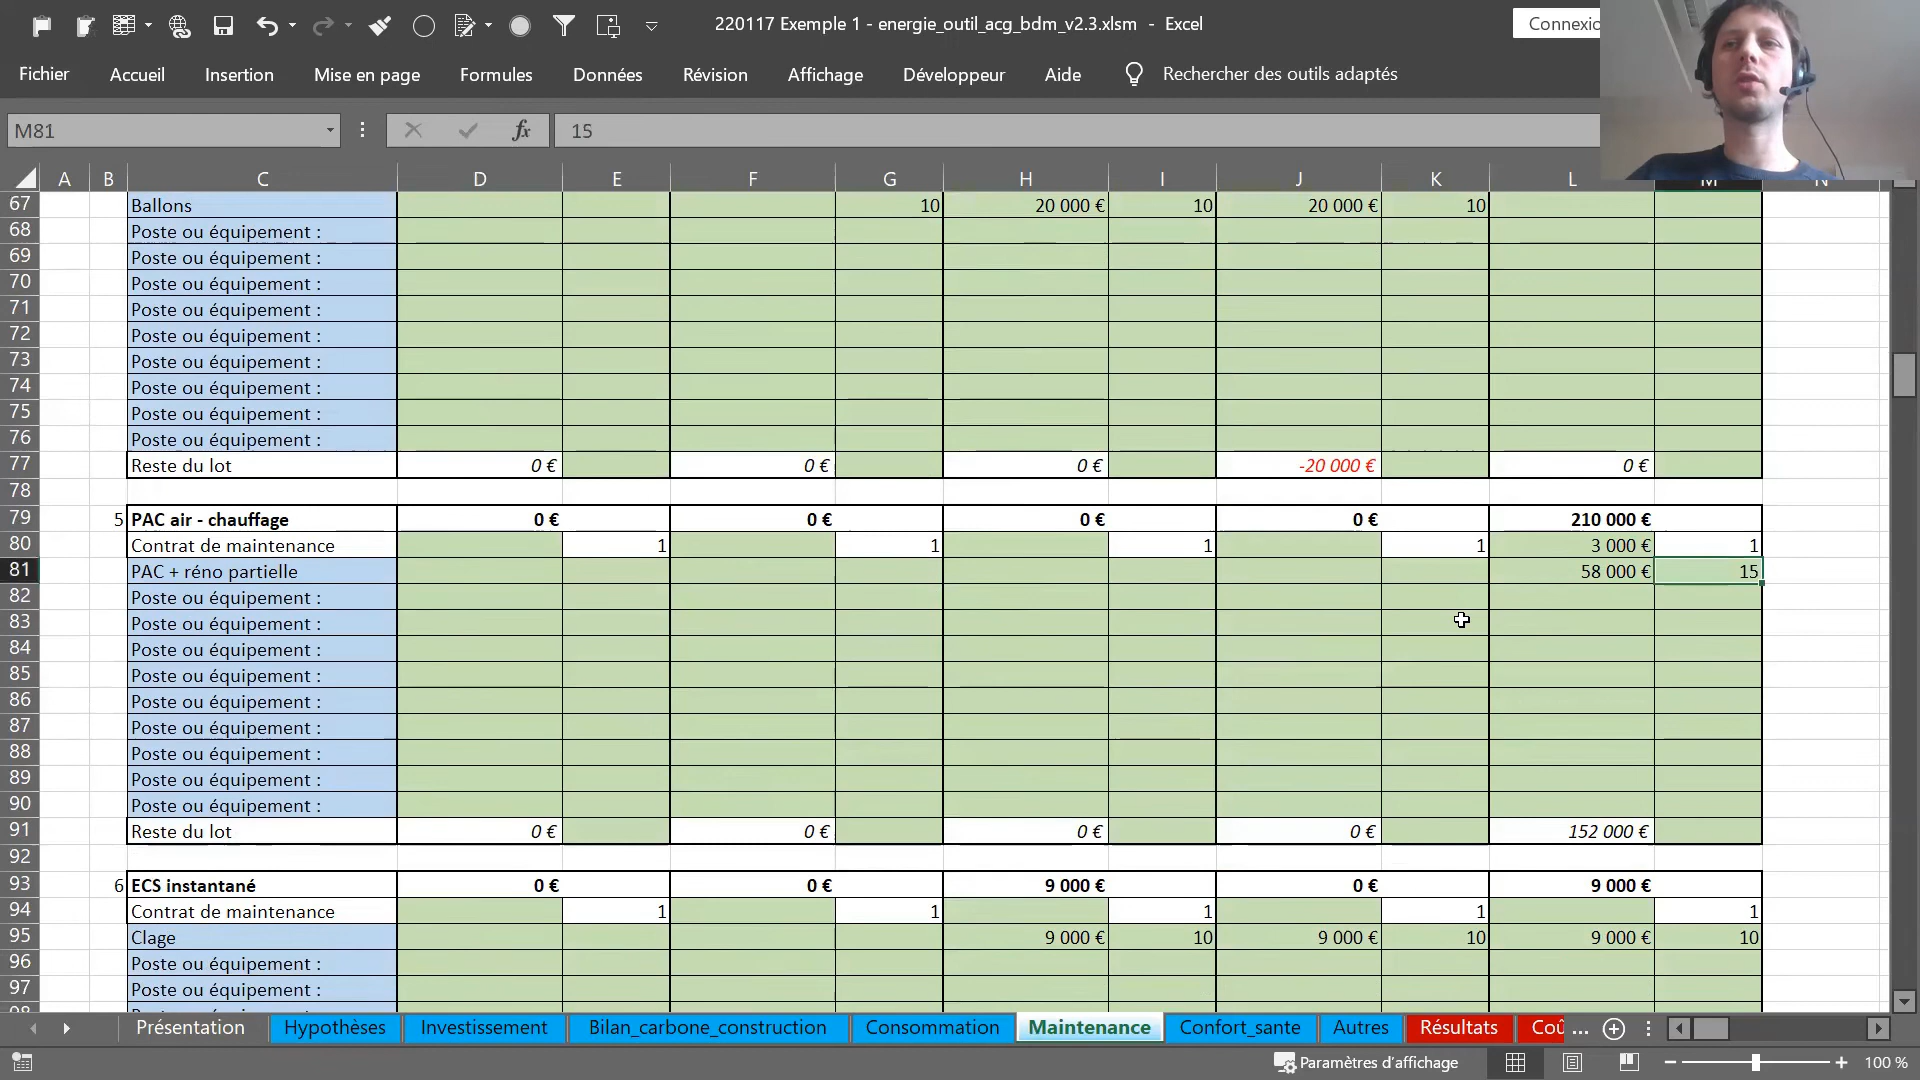 220117 Exemple 1 - energie_outil_acg_bdm_v2.3.xlsm - Excel
Connexio
Fichier Accueil Insertion Mise en page Formules Données Révision Affichage Développeur Aide Rechercher des outils adaptés
M81 fx 15
A B C D E F G H I J K L M N
67 Ballons 10 20 000 € 10 20 000 € 10
68 Poste ou équipement :
69 Poste ou équipement :
70 Poste ou équipement :
71 Poste ou équipement :
72 Poste ou équipement :
73 Poste ou équipement :
74 Poste ou équipement :
75 Poste ou équipement :
76 Poste ou équipement :
77 Reste du lot 0 € 0 € 0 € -20 000 € 0 €
78
79 5 PAC air - chauffage 0 € 0 € 0 € 0 € 210 000 €
80 Contrat de maintenance 1 1 1 1 3 000 € 1
81 PAC + réno partielle 58 000 € 15
82 Poste ou équipement :
83 Poste ou équipement :
84 Poste ou équipement :
85 Poste ou équipement :
86 Poste ou équipement :
87 Poste ou équipement :
88 Poste ou équipement :
89 Poste ou équipement :
90 Poste ou équipement :
91 Reste du lot 0 € 0 € 0 € 0 € 152 000 €
92
93 6 ECS instantané 0 € 0 € 9 000 € 0 € 9 000 €
94 Contrat de maintenance 1 1 1 1 1
95 Clage 9 000 € 10 9 000 € 10 9 000 € 10
96 Poste ou équipement :
97 Poste ou équipement :
98
Présentation Hypothèses Investissement Bilan_carbone_construction Consommation Maintenance Confort_sante Autres Résultats Coû ...
Paramètres d'affichage 100 %